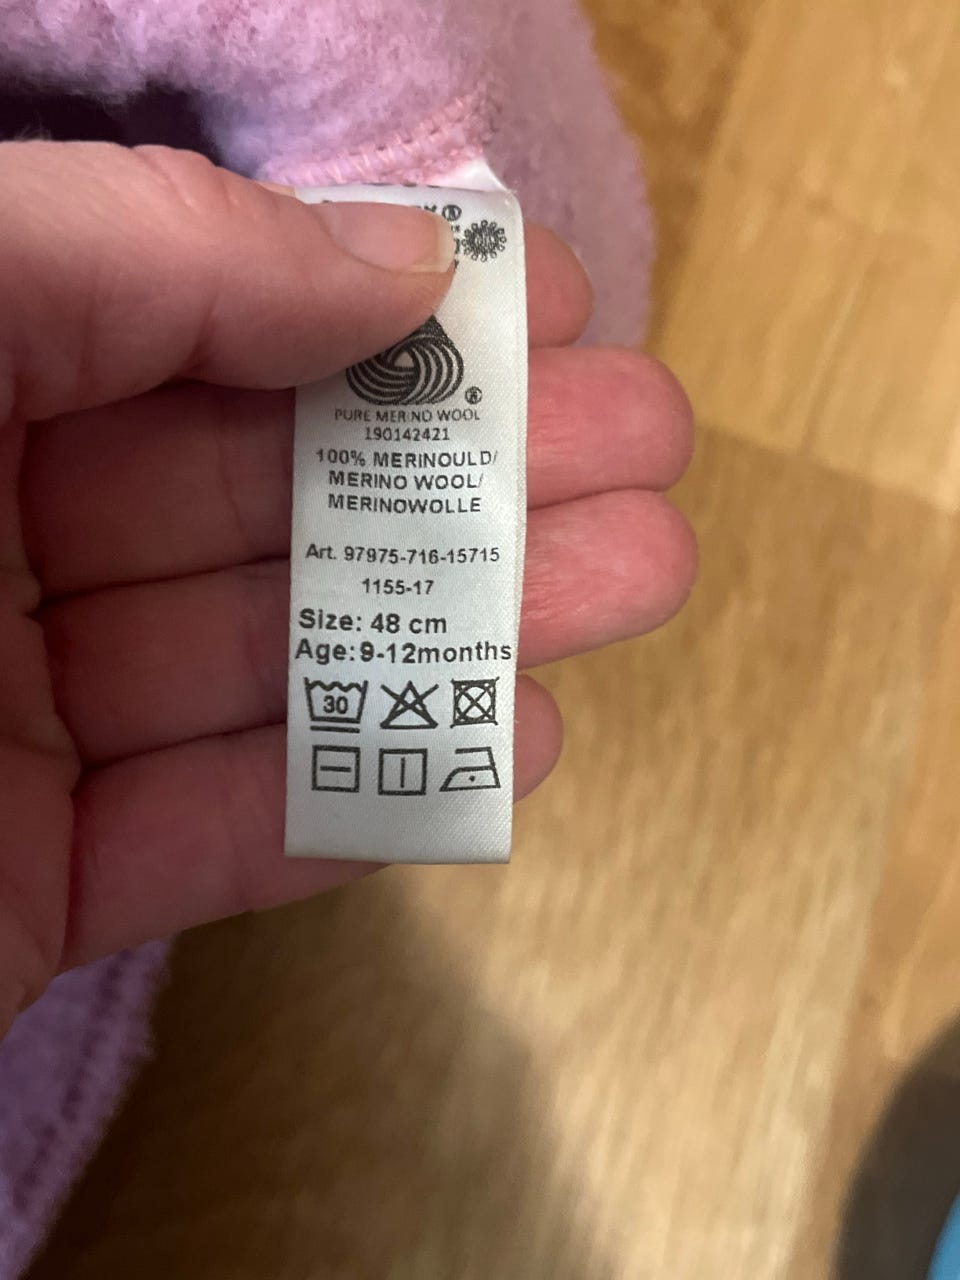 PURE MERINO WOOL
190142421
100% MERINOULD/
MERINO WOOL/
MERINOWOLLE
Art. 97975-716-15715
1155-17
Size: 48 cm
Age:9-12months
30